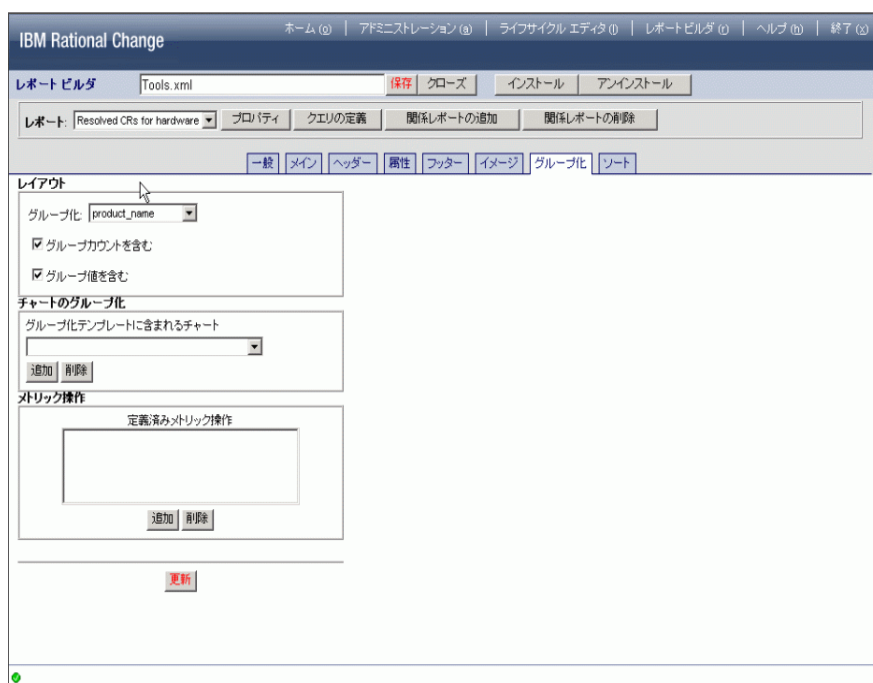 IBM Rational Change
ホーム (o) | アドミニストレーション (a) | ライフサイクル エディタ (l) | レポートビルダ (r) | ヘルプ (h) | 終了 (x)
レポート ビルダ Tools.xml 保存 クローズ インストール アンインストール
レポート: Resolved CRs for hardware プロパティ クエリの定義 関係レポートの追加 関係レポートの削除
一般 メイン ヘッダー 属性 フッター イメージ グループ化 ソート
レイアウト
グループ化: product_name
グループカウントを含む
グループ値を含む
チャートのグループ化
グループ化テンプレートに含まれるチャート
追加 削除
メトリック操作
定義済みメトリック操作
追加 削除
更新